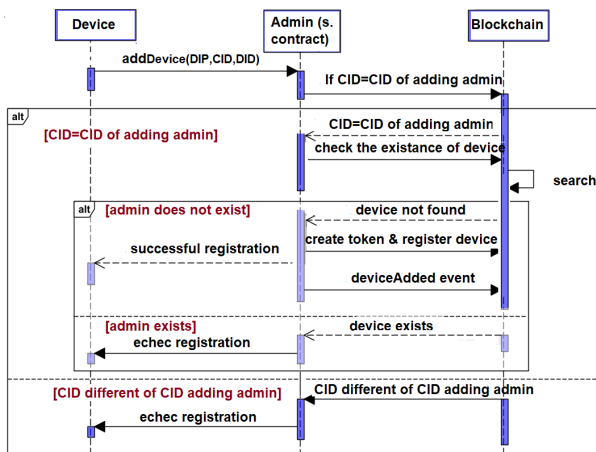 Device
Admin (s.
contract)
Blockchain
addDevice(DIP,CID,DID)
If CID=CID of adding admin
alt
[CID=CID of adding admin]
CID=CID of adding admin
check the existance of device
search
alt
[admin does not exist]
device not found
successful registration
create token & register device
deviceAdded event
[admin exists]
device exists
echec registration
[CID different of CID adding admin]
CID different of CID adding admin
echec registration